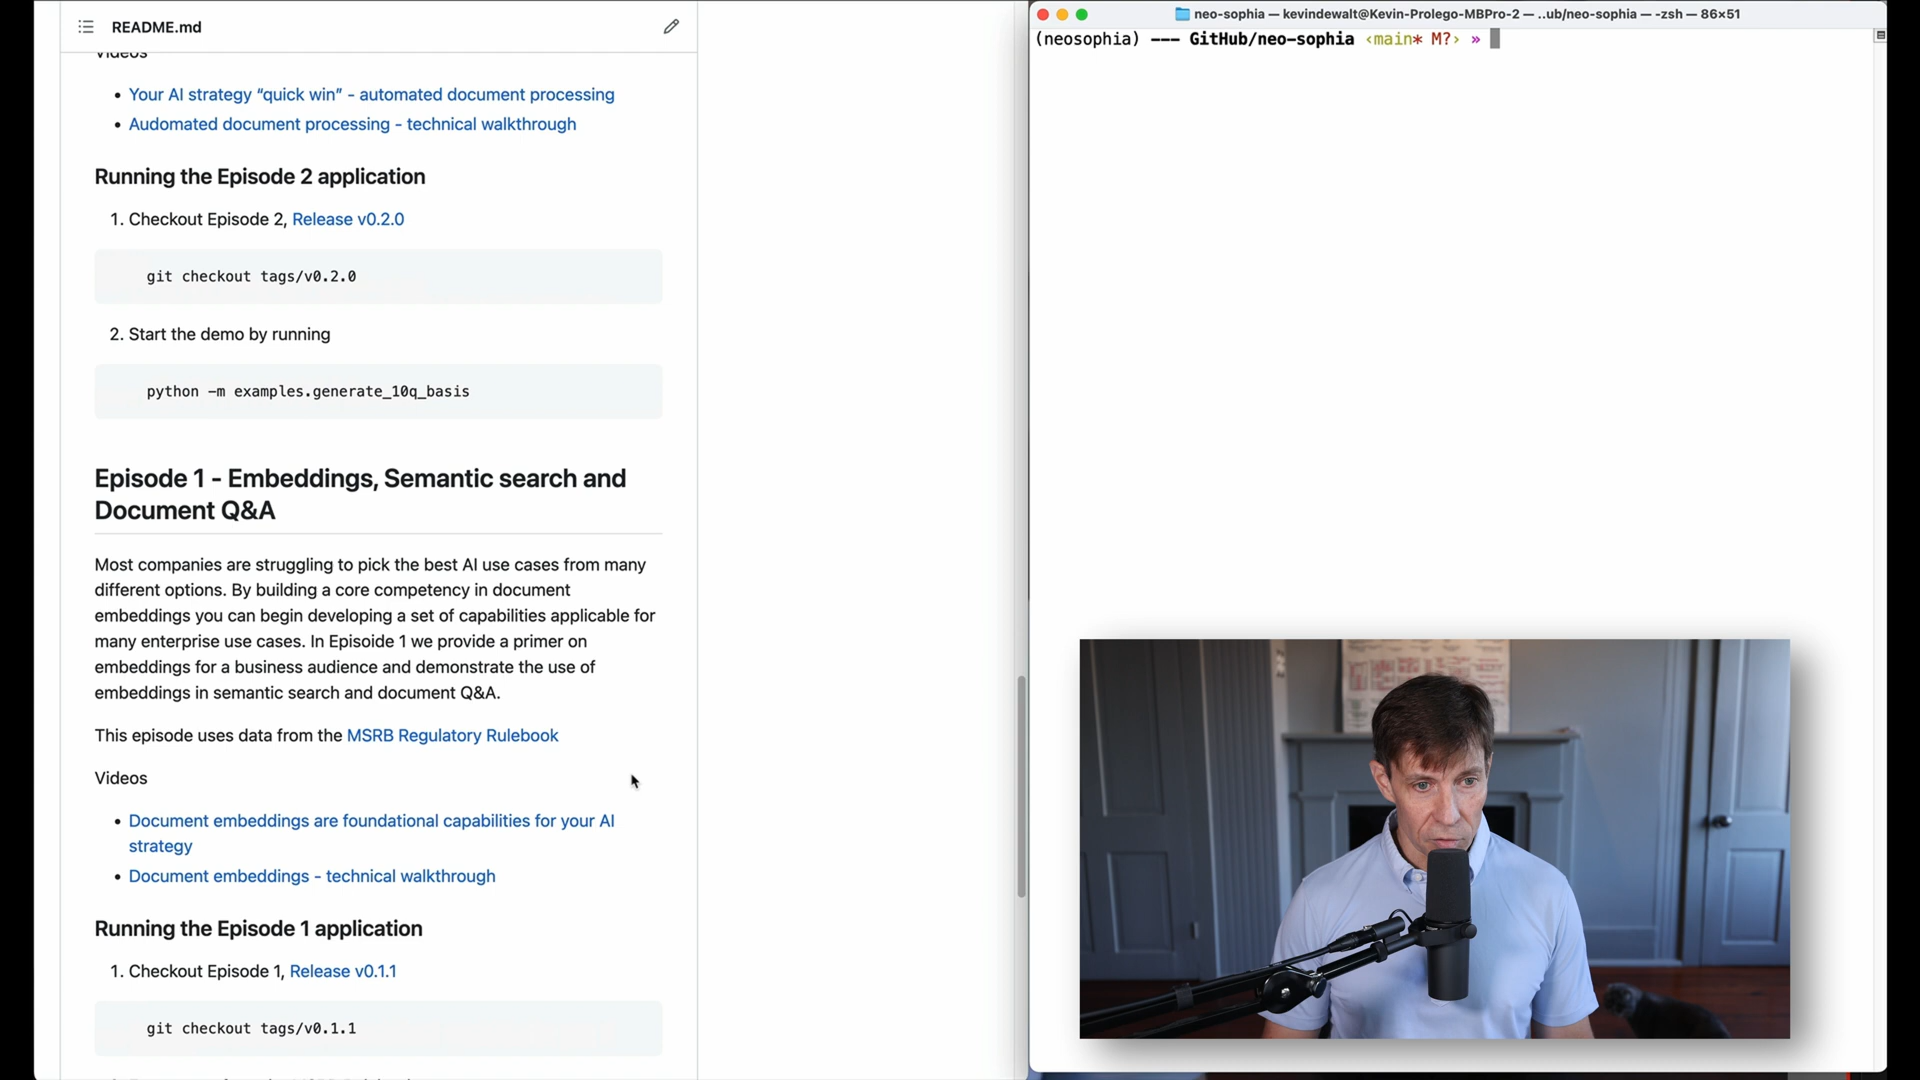 README.md
Videos
Your AI strategy “quick win” - automated document processing
Audomated document processing - technical walkthrough
Running the Episode 2 application
1. Checkout Episode 2, Release v0.2.0
git checkout tags/v0.2.0
2. Start the demo by running
python -m examples.generate_10q_basis
Episode 1 - Embeddings, Semantic search and
Document Q&A
Most companies are struggling to pick the best AI use cases from many
different options. By building a core competency in document
embeddings you can begin developing a set of capabilities applicable for
many enterprise use cases. In Episoide 1 we provide a primer on
embeddings for a business audience and demonstrate the use of
embeddings in semantic search and document Q&A.
This episode uses data from the MSRB Regulatory Rulebook
Videos
Document embeddings are foundational capabilities for your AI
strategy
Document embeddings - technical walkthrough
Running the Episode 1 application
1. Checkout Episode 1, Release v0.1.1
git checkout tags/v0.1.1
neo-sophia — kevindewalt@Kevin-Prolego-MBPro-2 — ..ub/neo-sophia — -zsh — 86×51
(neosophia) --- GitHub/neo-sophia ‹main* M?› »